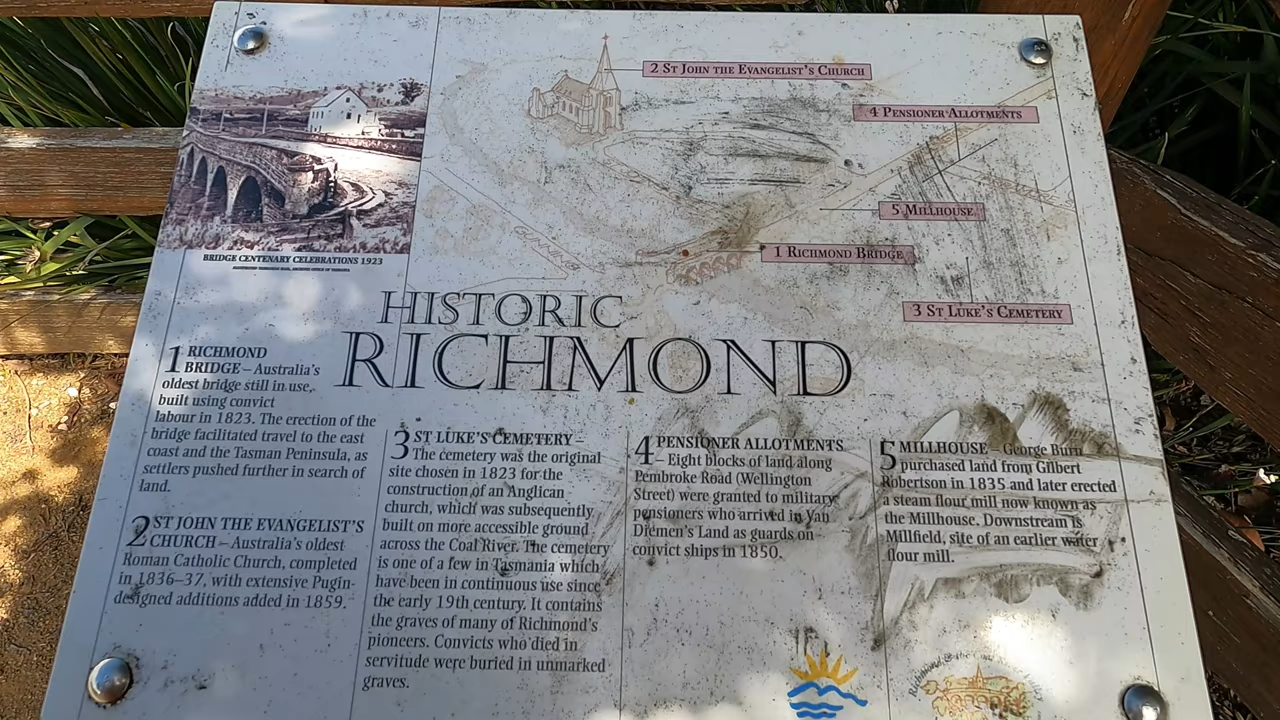 2 ST JOHN THE EVANGELIST'S CHURCH
4 PENSIONER ALLOTMENTS
5 MILLHOUSE
1 RICHMOND BRIDGE
3 ST LUKE'S CEMETERY
BRIDGE CENTENARY CELEBRATIONS 1923
HISTORIC
RICHMOND
1 RICHMOND
BRIDGE – Australia's
oldest bridge still in use,
built using convict
labour in 1823. The erection of the
bridge facilitated travel to the east
coast and the Tasman Peninsula, as
settlers pushed further in search of
land.
2 ST JOHN THE EVANGELIST'S
CHURCH – Australia's oldest
Roman Catholic Church, completed
in 1836–37, with extensive Pugin-
designed additions added in 1859.
3 ST LUKE'S CEMETERY –
The cemetery was the original
site chosen in 1823 for the
construction of an Anglican
church, which was subsequently
built on more accessible ground
across the Coal River. The cemetery
is one of a few in Tasmania which
have been in continuous use since
the early 19th century. It contains
the graves of many of Richmond's
pioneers. Convicts who died in
servitude were buried in unmarked
graves.
4 PENSIONER ALLOTMENTS
– Eight blocks of land along
Pembroke Road (Wellington
Street) were granted to military
pensioners who arrived in Van
Diemen's Land as guards on
convict ships in 1850.
5 MILLHOUSE – George Burn
purchased land from Gilbert
Robertson in 1835 and later erected
a steam flour mill now known as
the Millhouse. Downstream is
Millfield, site of an earlier water
flour mill.
Richmond & the Coal